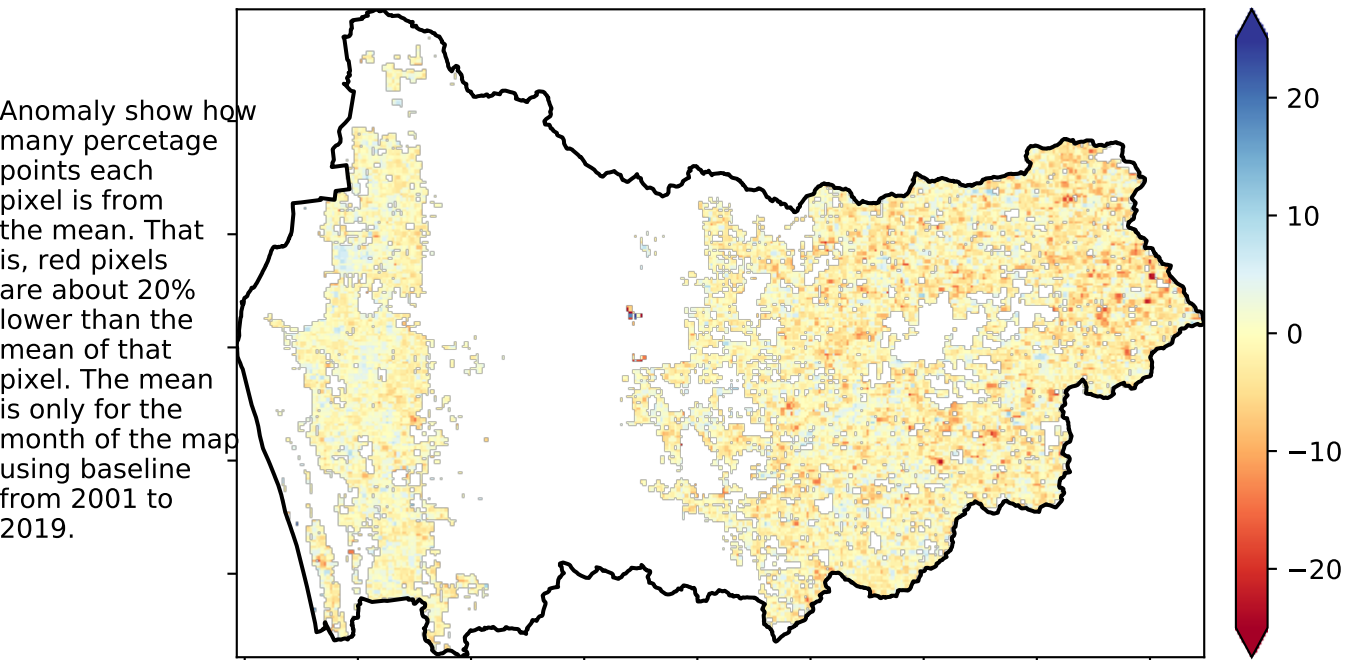 Anomaly show how
many percetage
points each
pixel is from
the mean. That
is, red pixels
are about 20%
lower than the
mean of that
pixel. The mean
is only for the
month of the map
using baseline
from 2001 to
2019.
20
10
0
−10
−20